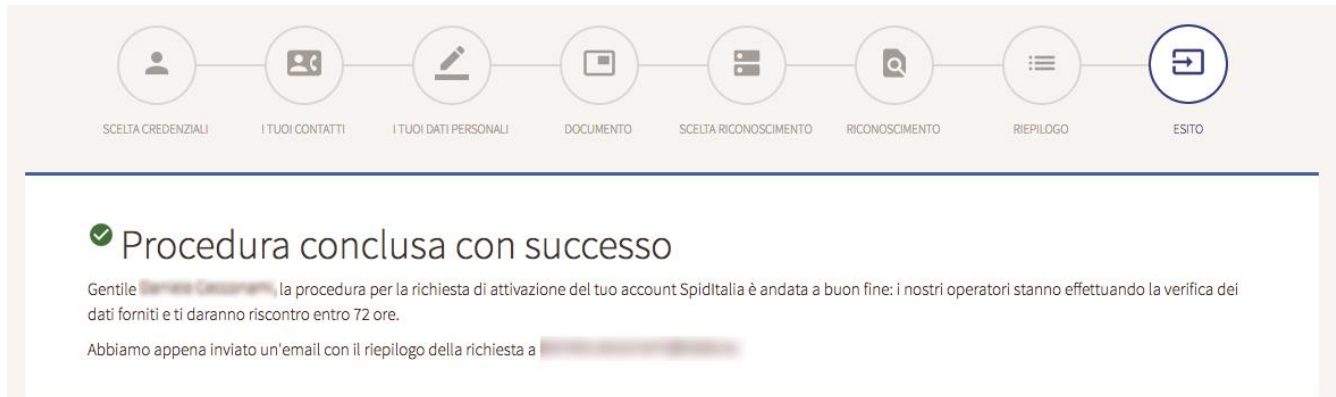 SCELTA CREDENZIALI
I TUOI CONTATTI
I TUOI DATI PERSONALI
DOCUMENTO
SCELTA RICONOSCIMENTO
RICONOSCIMENTO
RIEPILOGO
ESITO
Procedura conclusa con successo
Gentile , la procedura per la richiesta di attivazione del tuo account SpidItalia è andata a buon fine: i nostri operatori stanno effettuando la verifica dei
dati forniti e ti daranno riscontro entro 72 ore.
Abbiamo appena inviato un'email con il riepilogo della richiesta a